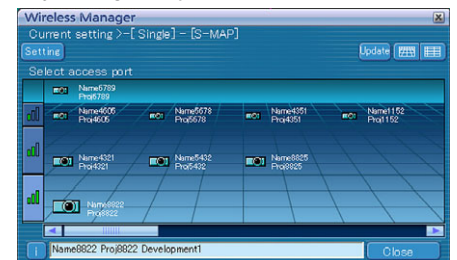 Wireless Manager
Current setting >-[ Single] - [S-MAP]
Setting
Update
Select access port
Name6789
Proj6789
Name4605 Name5678 Name4351 Name1152
Proj4605 Proj5678 Proj4351 Proj1152
Name4321 Name5432 Name8825
Proj4321 Proj5432 Proj8825
Name8822
Proj8822
i Name8822 Proj8822 Development1 Close